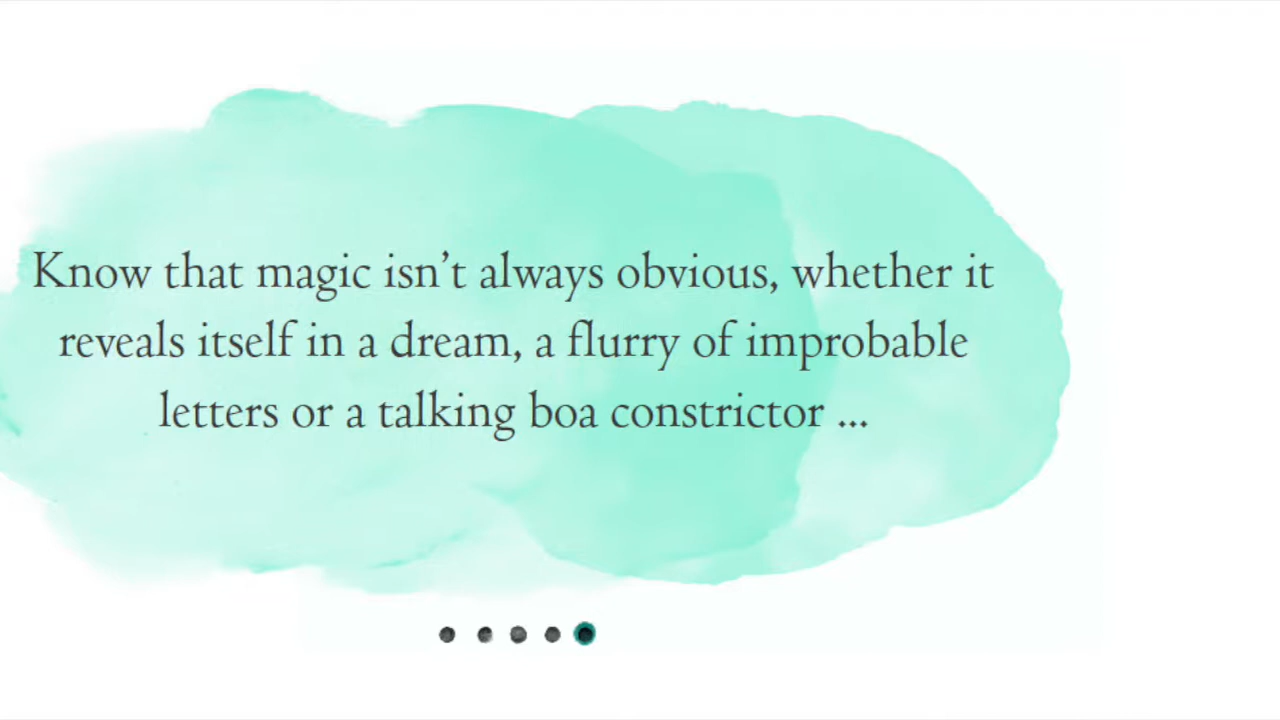 Know that magic isn’t always obvious, whether it
reveals itself in a dream, a flurry of improbable
letters or a talking boa constrictor ...